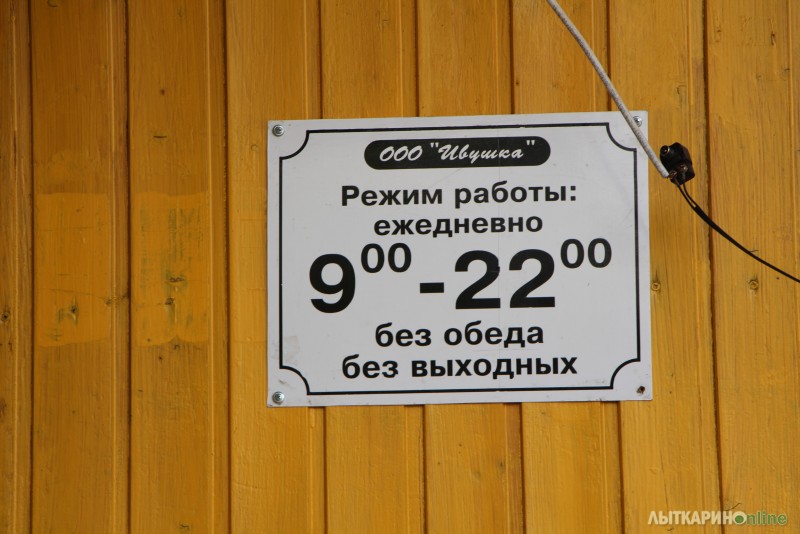 ООО "Ивушка"
Режим работы:
ежедневно
9⁰⁰-22⁰⁰
без обеда
без выходных
ЛЫТКАРИНОonline